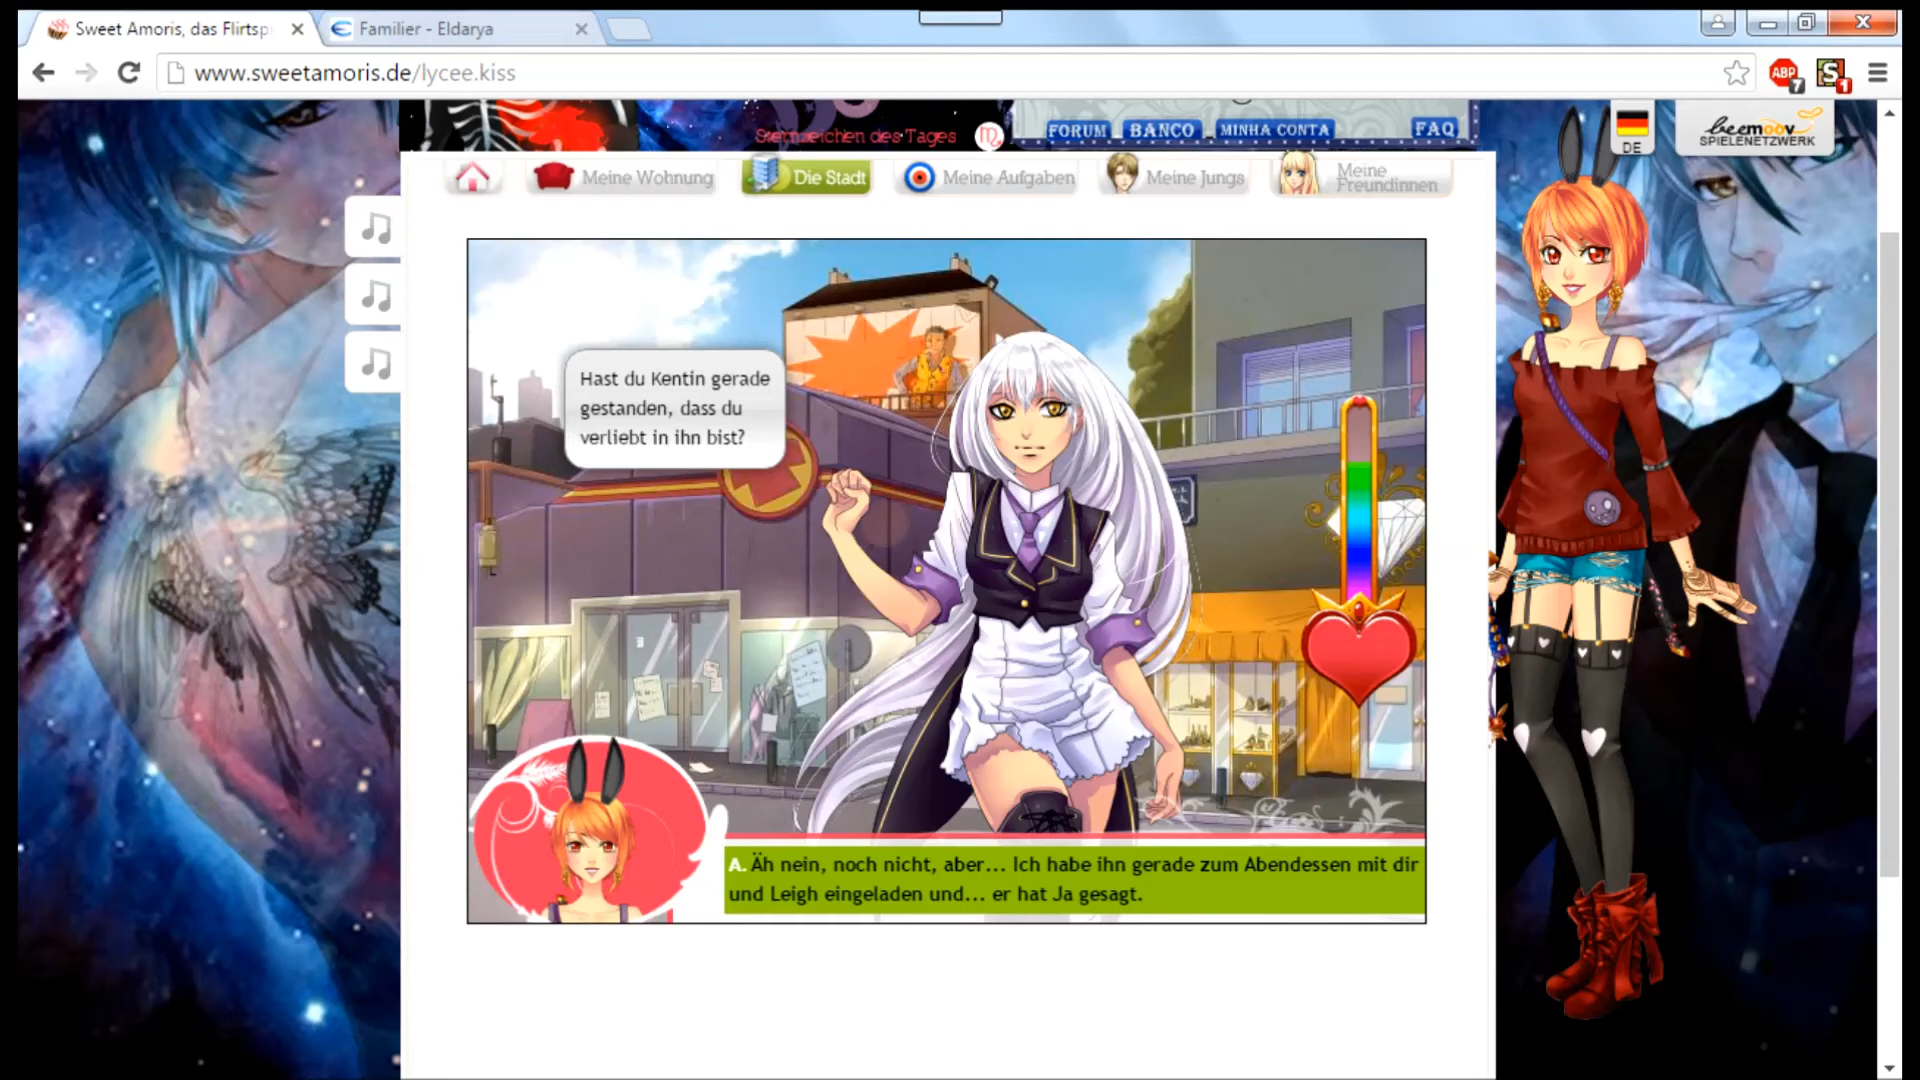 Sweet Amoris, das Flirtsp
Familier - Eldarya
www.sweetamoris.de/lycee.kiss
ABP
7
S
1
Sternzeichen des Tages
FORUM
BANCO
MINHA CONTA
FAQ
DE
beemoov
SPIELENETZWERK
Meine Wohnung
Die Stadt
Meine Aufgaben
Meine Jungs
Meine
Freundinnen
Hast du Kentin gerade
gestanden, dass du
verliebt in ihn bist?
A. Äh nein, noch nicht, aber... Ich habe ihn gerade zum Abendessen mit dir
und Leigh eingeladen und... er hat Ja gesagt.